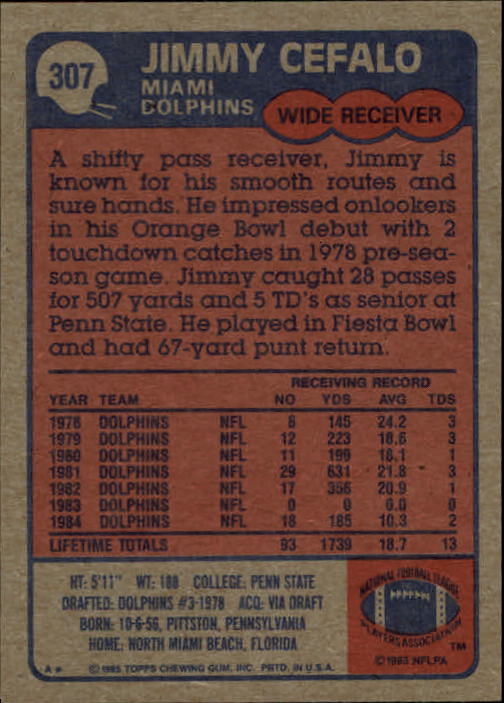 307
JIMMY CEFALO
MIAMI
DOLPHINS
WIDE RECEIVER
A shifty pass receiver, Jimmy is
known for his smooth routes and
sure hands. He impressed onlookers
in his Orange Bowl debut with 2
touchdown catches in 1978 pre-sea-
son game. Jimmy caught 28 passes
for 507 yards and 5 TD's as senior at
Penn State. He played in Fiesta Bowl
and had 67-yard punt return.
RECEIVING RECORD
YEAR TEAM NO YDS AVG TDS
1978 DOLPHINS NFL 6 145 24.2 3
1979 DOLPHINS NFL 12 223 18.6 3
1980 DOLPHINS NFL 11 199 18.1 1
1981 DOLPHINS NFL 29 631 21.8 3
1982 DOLPHINS NFL 17 356 20.9 1
1983 DOLPHINS NFL 0 0 0.0 0
1984 DOLPHINS NFL 18 185 10.3 2
LIFETIME TOTALS 93 1739 18.7 13
HT: 5'11" WT: 188 COLLEGE: PENN STATE
DRAFTED: DOLPHINS #3-1978 ACQ: VIA DRAFT
BORN: 10-6-56, PITTSTON, PENNSYLVANIA
HOME: NORTH MIAMI BEACH, FLORIDA
A* © 1985 TOPPS CHEWING GUM, INC. PRTD. IN U.S.A.
NATIONAL FOOTBALL LEAGUE
PLAYERS ASSOCIATION
TM
© 1985 NFLPA